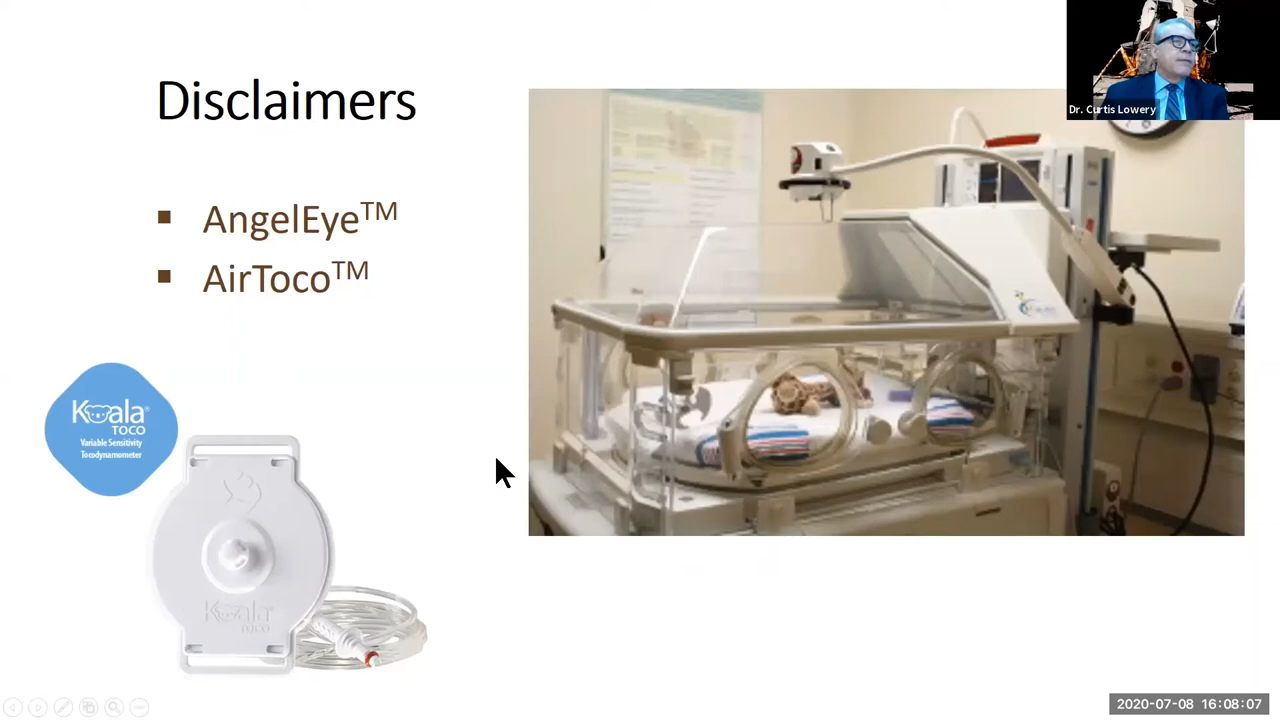 Disclaimers
Dr. Curtis Lowery
▪ AngelEye™
▪ AirToco™
Koala®
TOCO
Variable Sensitivity
Tocodynamometer
Koala
TOCO
2020-07-08 16:08:07